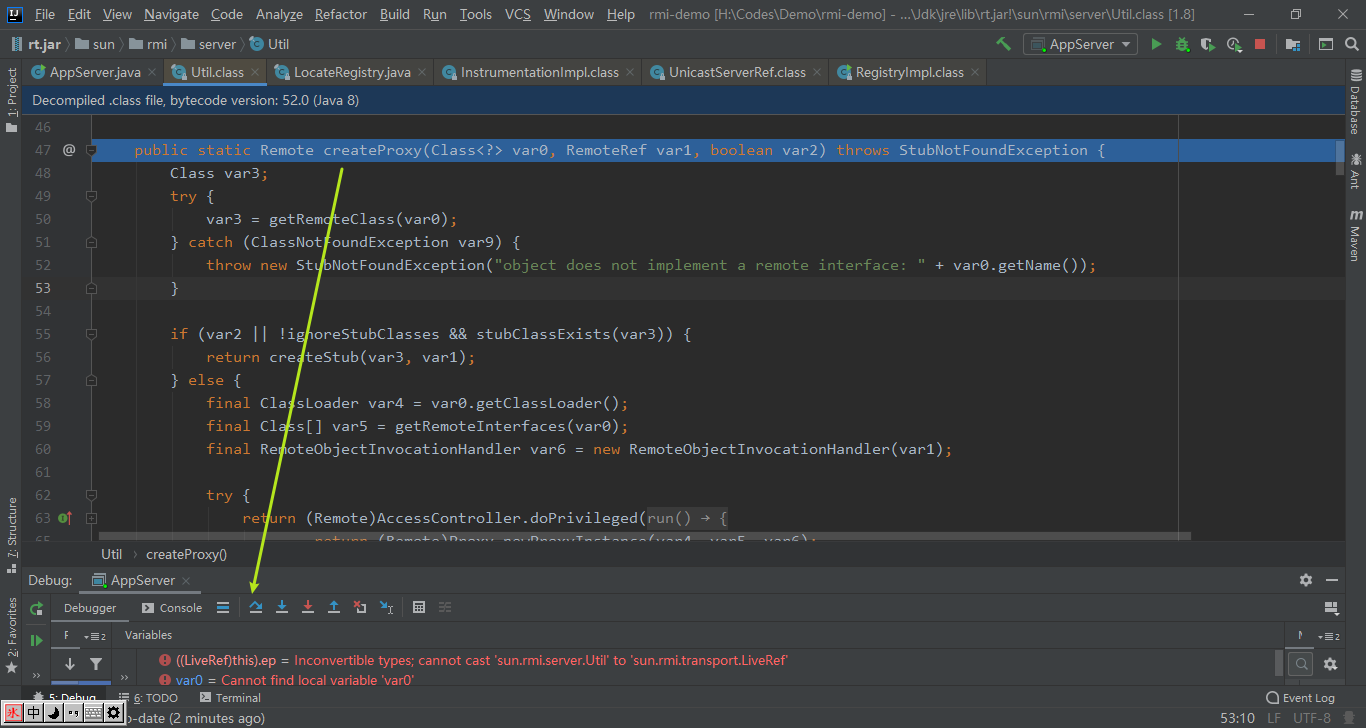 File Edit View Navigate Code Analyze Refactor Build Run Tools VCS Window Help rmi-demo [H:\Codes\Demo\rmi-demo] - ...\Jdk\jre\lib\rt.jar!\sun\rmi\server\Util.class [1.8]
rt.jar sun rmi server Util AppServer
AppServer.java Util.class LocateRegistry.java InstrumentationImpl.class UnicastServerRef.class RegistryImpl.class
Decompiled .class file, bytecode version: 52.0 (Java 8)
46
47 @ public static Remote createProxy(Class<?> var0, RemoteRef var1, boolean var2) throws StubNotFoundException {
48 Class var3;
49 try {
50 var3 = getRemoteClass(var0);
51 } catch (ClassNotFoundException var9) {
52 throw new StubNotFoundException("object does not implement a remote interface: " + var0.getName());
53 }
54
55 if (var2 || !ignoreStubClasses && stubClassExists(var3)) {
56 return createStub(var3, var1);
57 } else {
58 final ClassLoader var4 = var0.getClassLoader();
59 final Class[] var5 = getRemoteInterfaces(var0);
60 final RemoteObjectInvocationHandler var6 = new RemoteObjectInvocationHandler(var1);
61
62 try {
63 return (Remote)AccessController.doPrivileged(run() → {
65 return (Remote)Proxy.newProxyInstance(var4, var5, var6);
Util createProxy()
Debug: AppServer
Debugger Console
Variables
((LiveRef)this).ep = Inconvertible types; cannot cast 'sun.rmi.server.Util' to 'sun.rmi.transport.LiveRef'
var0 = Cannot find local variable 'var0'
5: Debug 6: TODO Terminal Event Log
o-date (2 minutes ago) 53:10 LF UTF-8
1: Project
7: Structure
2: Favorites
Database
Ant
Maven
中